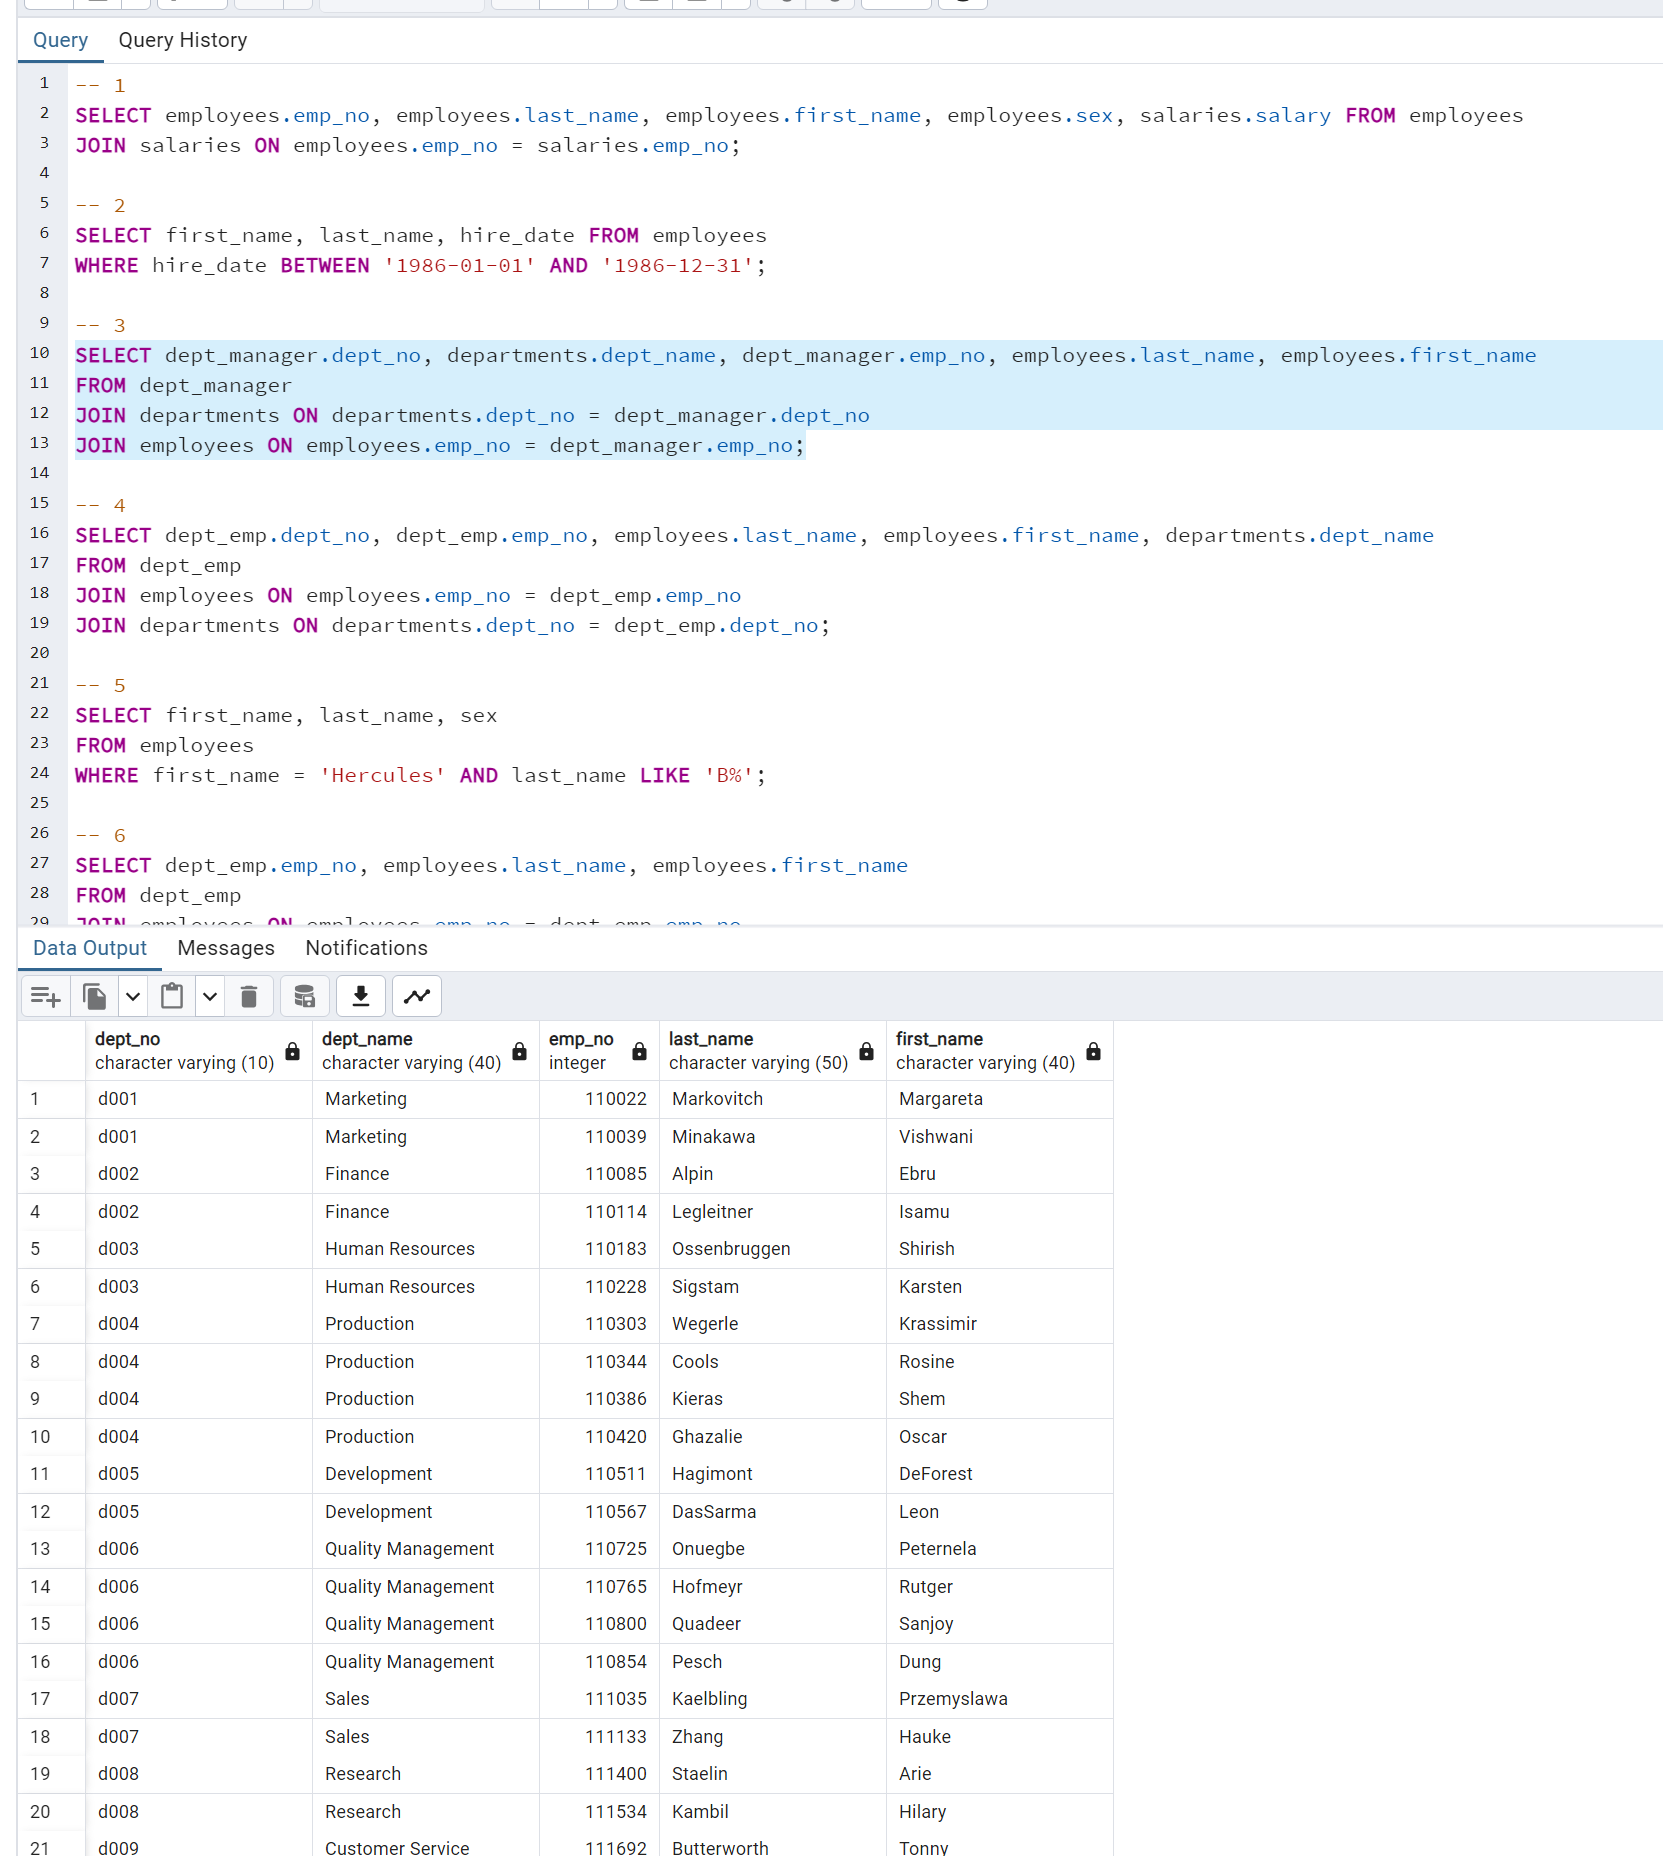 Query Query History
1 -- 1
2 SELECT employees.emp_no, employees.last_name, employees.first_name, employees.sex, salaries.salary FROM employees
3 JOIN salaries ON employees.emp_no = salaries.emp_no;
4
5 -- 2
6 SELECT first_name, last_name, hire_date FROM employees
7 WHERE hire_date BETWEEN '1986-01-01' AND '1986-12-31';
8
9 -- 3
10 SELECT dept_manager.dept_no, departments.dept_name, dept_manager.emp_no, employees.last_name, employees.first_name
11 FROM dept_manager
12 JOIN departments ON departments.dept_no = dept_manager.dept_no
13 JOIN employees ON employees.emp_no = dept_manager.emp_no;
14
15 -- 4
16 SELECT dept_emp.dept_no, dept_emp.emp_no, employees.last_name, employees.first_name, departments.dept_name
17 FROM dept_emp
18 JOIN employees ON employees.emp_no = dept_emp.emp_no
19 JOIN departments ON departments.dept_no = dept_emp.dept_no;
20
21 -- 5
22 SELECT first_name, last_name, sex
23 FROM employees
24 WHERE first_name = 'Hercules' AND last_name LIKE 'B%';
25
26 -- 6
27 SELECT dept_emp.emp_no, employees.last_name, employees.first_name
28 FROM dept_emp
29 JOIN employees ON employees.emp_no = dept_emp.emp_no
Data Output Messages Notifications
dept_no dept_name emp_no last_name first_name
character varying (10) character varying (40) integer character varying (50) character varying (40)
1 d001 Marketing 110022 Markovitch Margareta
2 d001 Marketing 110039 Minakawa Vishwani
3 d002 Finance 110085 Alpin Ebru
4 d002 Finance 110114 Legleitner Isamu
5 d003 Human Resources 110183 Ossenbruggen Shirish
6 d003 Human Resources 110228 Sigstam Karsten
7 d004 Production 110303 Wegerle Krassimir
8 d004 Production 110344 Cools Rosine
9 d004 Production 110386 Kieras Shem
10 d004 Production 110420 Ghazalie Oscar
11 d005 Development 110511 Hagimont DeForest
12 d005 Development 110567 DasSarma Leon
13 d006 Quality Management 110725 Onuegbe Peternela
14 d006 Quality Management 110765 Hofmeyr Rutger
15 d006 Quality Management 110800 Quadeer Sanjoy
16 d006 Quality Management 110854 Pesch Dung
17 d007 Sales 111035 Kaelbling Przemyslawa
18 d007 Sales 111133 Zhang Hauke
19 d008 Research 111400 Staelin Arie
20 d008 Research 111534 Kambil Hilary
21 d009 Customer Service 111692 Butterworth Tonny